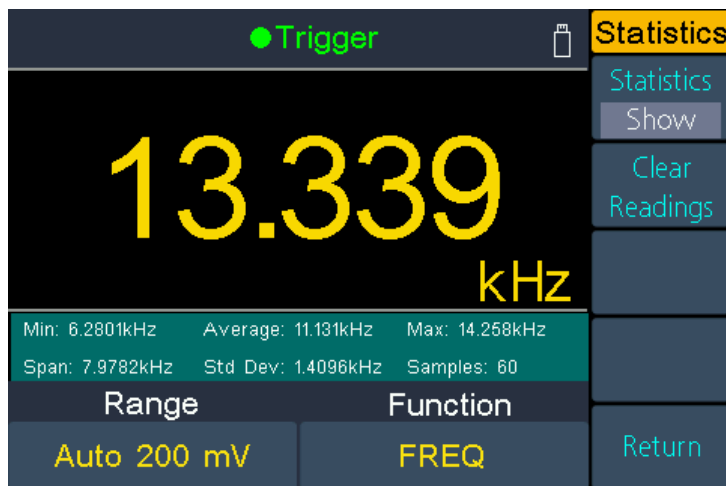 Trigger
13.339
kHz
Min: 6.2801kHz Average: 11.131kHz Max: 14.258kHz
Span: 7.9782kHz Std Dev: 1.4096kHz Samples: 60
Range Function
Auto 200 mV FREQ
Statistics
Statistics
Show
Clear
Readings
Return